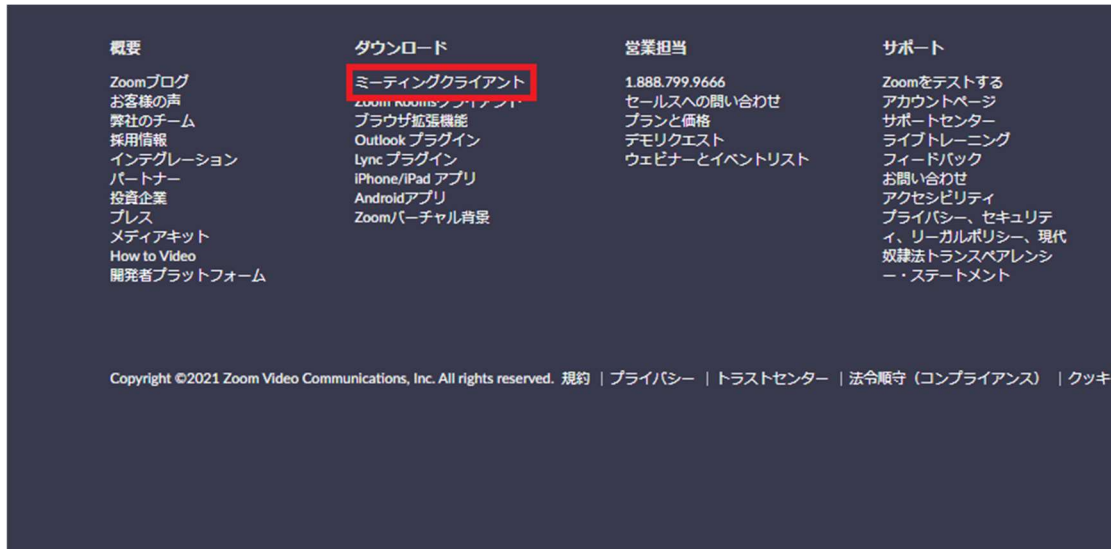 概要
Zoomブログ
お客様の声
弊社のチーム
採用情報
インテグレーション
パートナー
投資企業
プレス
メディアキット
How to Video
開発者プラットフォーム
ダウンロード
ミーティングクライアント
Zoom Roomsクライアント
ブラウザ拡張機能
Outlook プラグイン
Lync プラグイン
iPhone/iPad アプリ
Androidアプリ
Zoomバーチャル背景
営業担当
1.888.799.9666
セールスへの問い合わせ
プランと価格
デモリクエスト
ウェビナーとイベントリスト
サポート
Zoomをテストする
アカウントページ
サポートセンター
ライブトレーニング
フィードバック
お問い合わせ
アクセシビリティ
プライバシー、セキュリテ
ィ、リーガルポリシー、現代
奴隷法トランスペアレンシ
ー・ステートメント
Copyright ©2021 Zoom Video Communications, Inc. All rights reserved. 規約 | プライバシー | トラストセンター | 法令順守（コンプライアンス） | クッキ